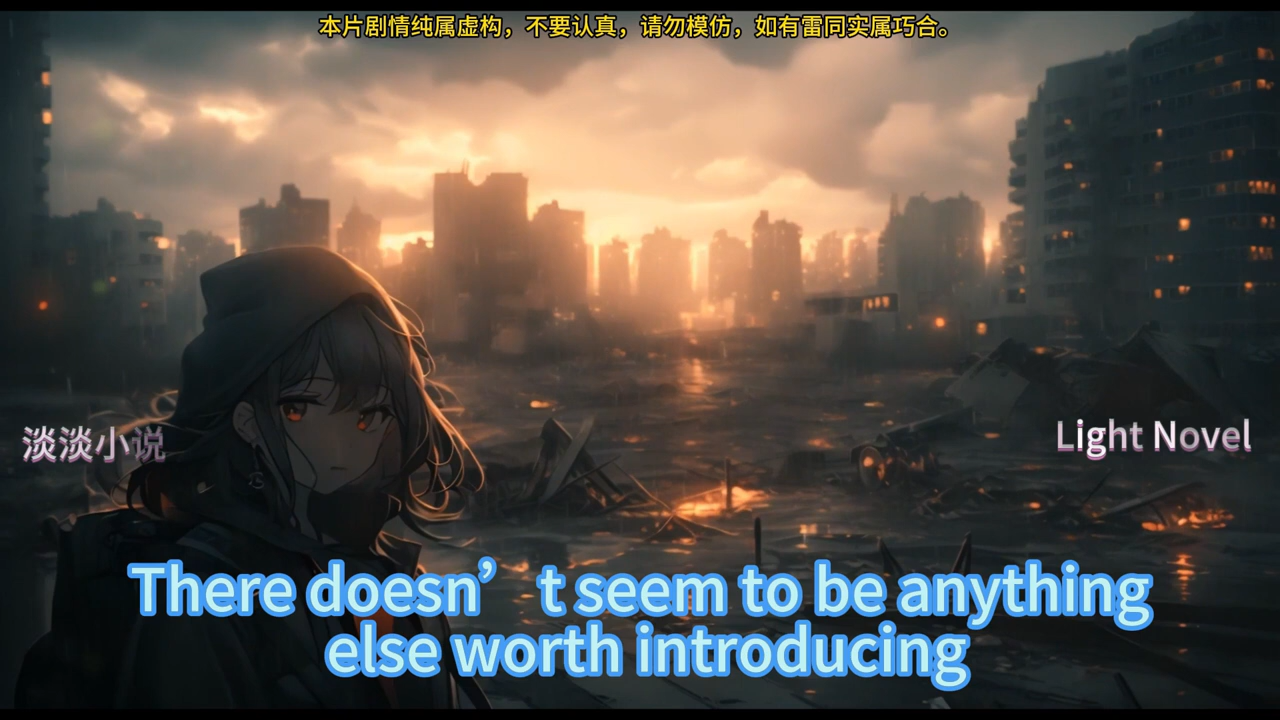 本片剧情纯属虚构，不要认真，请勿模仿，如有雷同实属巧合。
淡淡小说
Light Novel
There doesn’t seem to be anything
else worth introducing